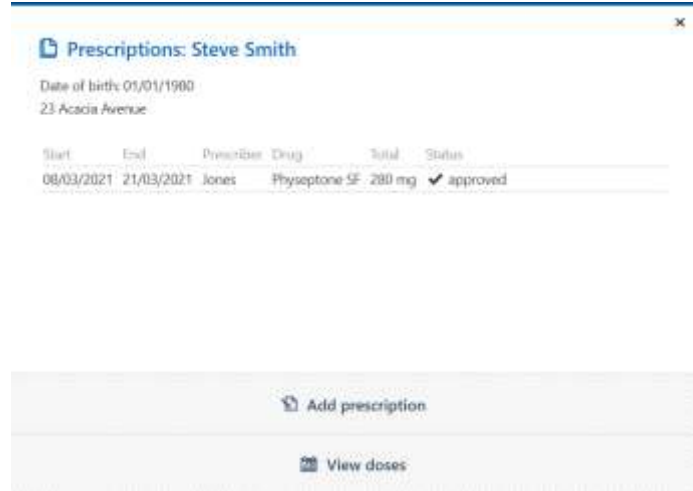 ×
Prescriptions: Steve Smith
Date of birth: 01/01/1980
23 Acacia Avenue
Start End Prescriber Drug Total Status
08/03/2021 21/03/2021 Jones Physeptone SF 280 mg ✔ approved
Add prescription
View doses